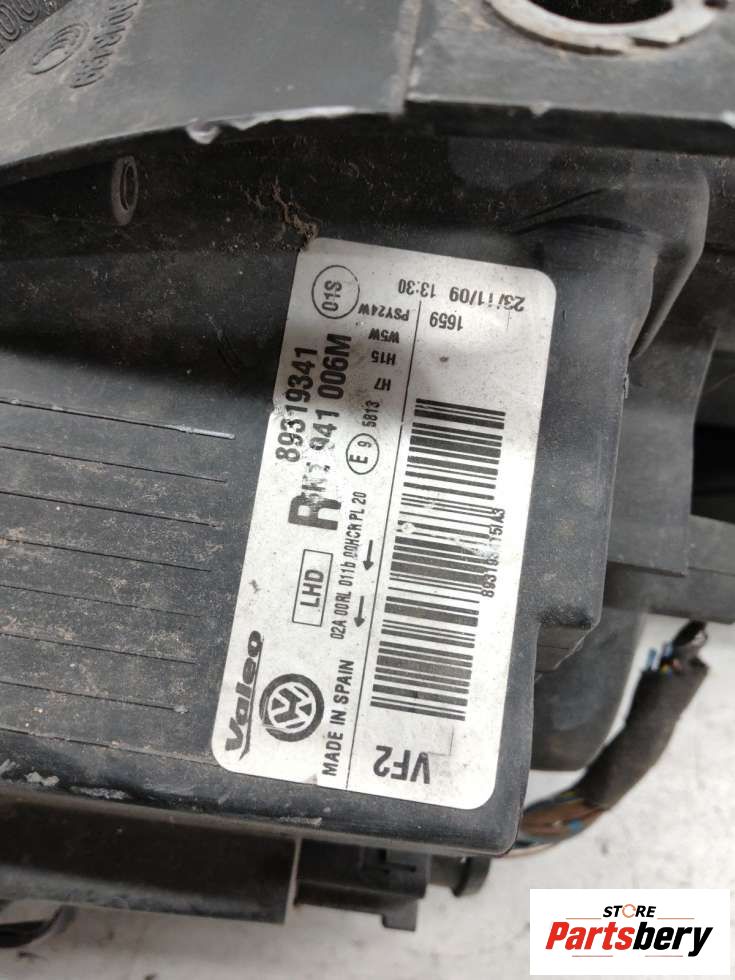 Valeo
LHD
R
89319341
941 006M
01S
MADE IN SPAIN
02A 00RL 011b 00HCR PL 20
E 9 5813
H7 H15 W5W PSY24W
VF2
1659
23/11/09 13:30
STORE
Partsbery